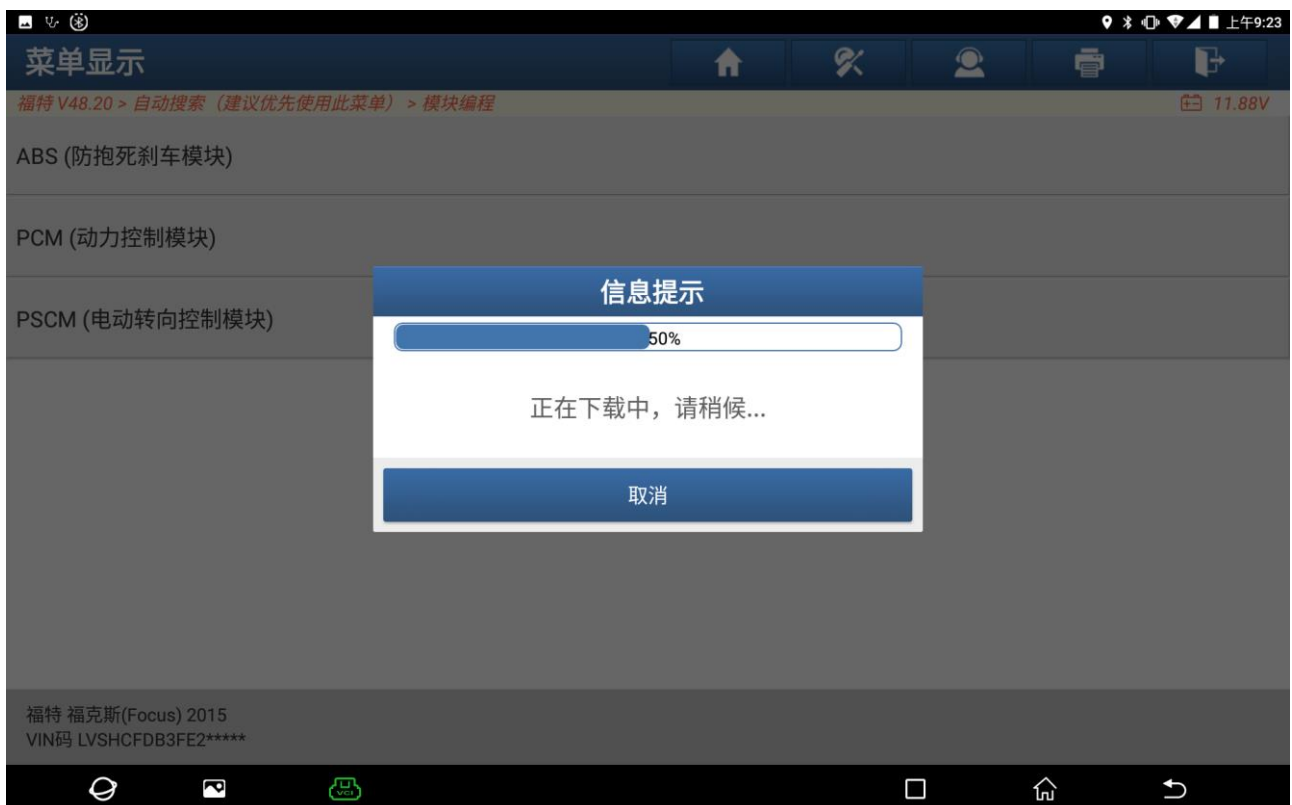 上午9:23
菜单显示
福特 V48.20 > 自动搜索（建议优先使用此菜单） > 模块编程
11.88V
ABS (防抱死刹车模块)
PCM (动力控制模块)
PSCM (电动转向控制模块)
信息提示
50%
正在下载中，请稍候...
取消
福特 福克斯(Focus) 2015
VIN码 LVSHCFDB3FE2*****
VCI